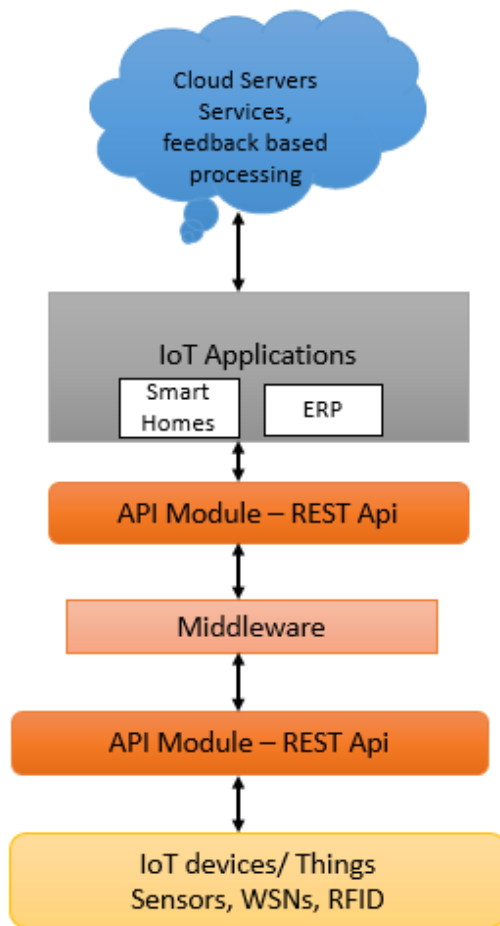 Cloud Servers
Services,
feedback based
processing
IoT Applications
Smart
Homes
ERP
API Module – REST Api
Middleware
API Module – REST Api
IoT devices/ Things
Sensors, WSNs, RFID